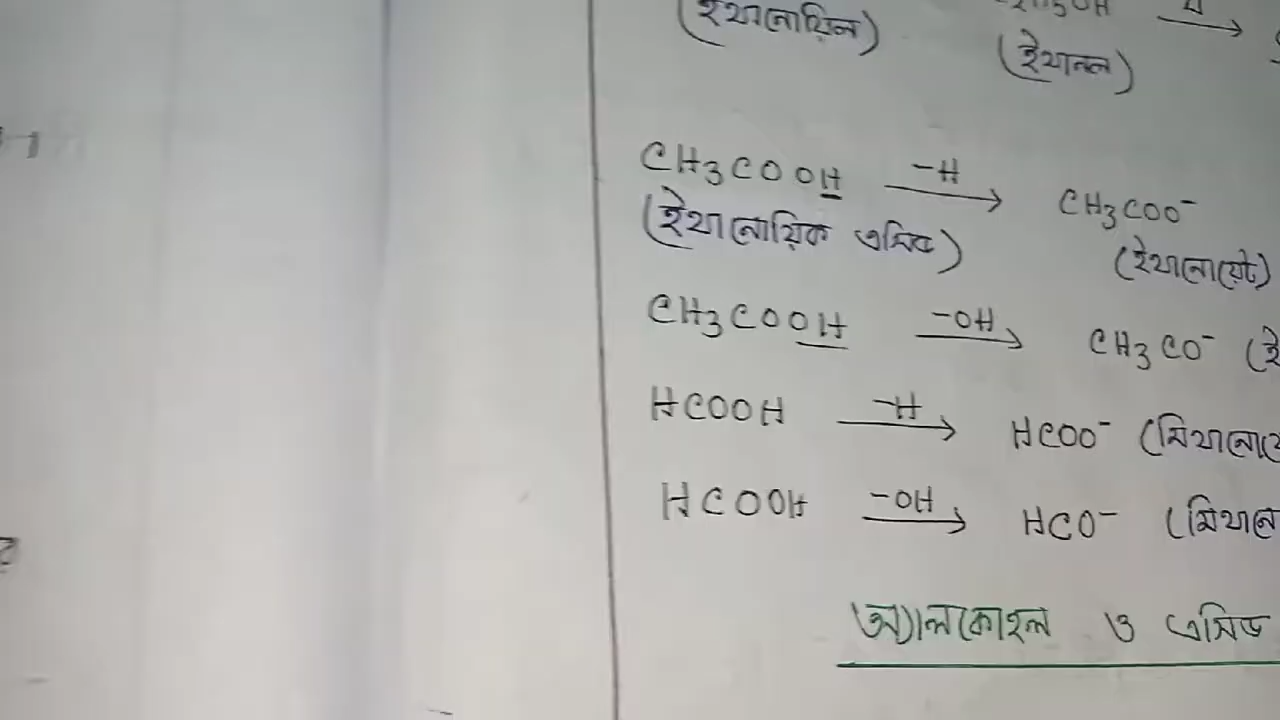 (ইথানোয়িল)
(ইথানল)
CH3COOH —-H→ CH3COO⁻
(ইথানোয়িক এসিড) (ইথানোয়েট)
CH3COOH —-OH→ CH3CO⁻
HCOOH —-H→ HCOO⁻
HCOOH —-OH→ HCO⁻
অ্যালকোহল ও এসিড